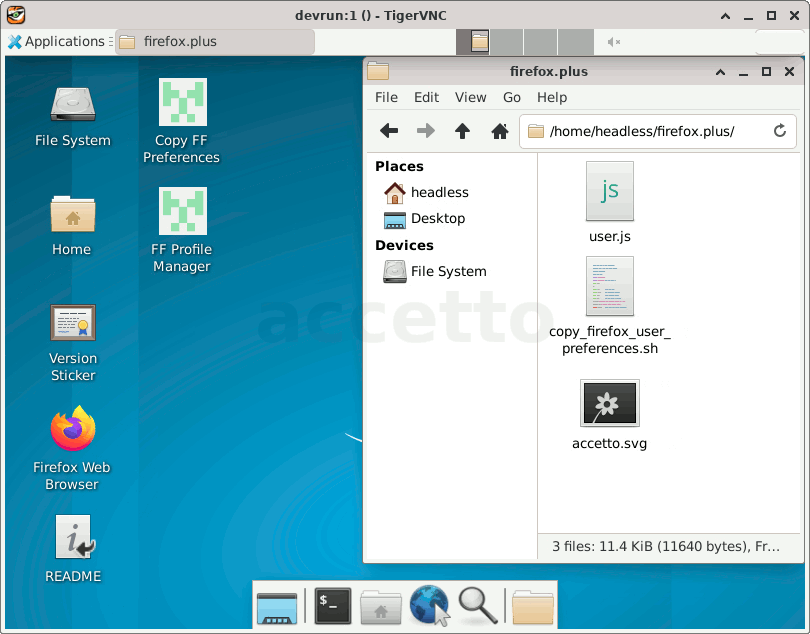 devrun:1 () - TigerVNC
Applications
firefox.plus
File System
Copy FF
Preferences
Home
FF Profile
Manager
Version
Sticker
Firefox Web
Browser
README
firefox.plus
File Edit View Go Help
/home/headless/firefox.plus/
Places
headless
Desktop
Devices
File System
js
user.js
copy_firefox_user_
preferences.sh
accetto.svg
accetto
3 files: 11.4 KiB (11640 bytes), Fr...
$_